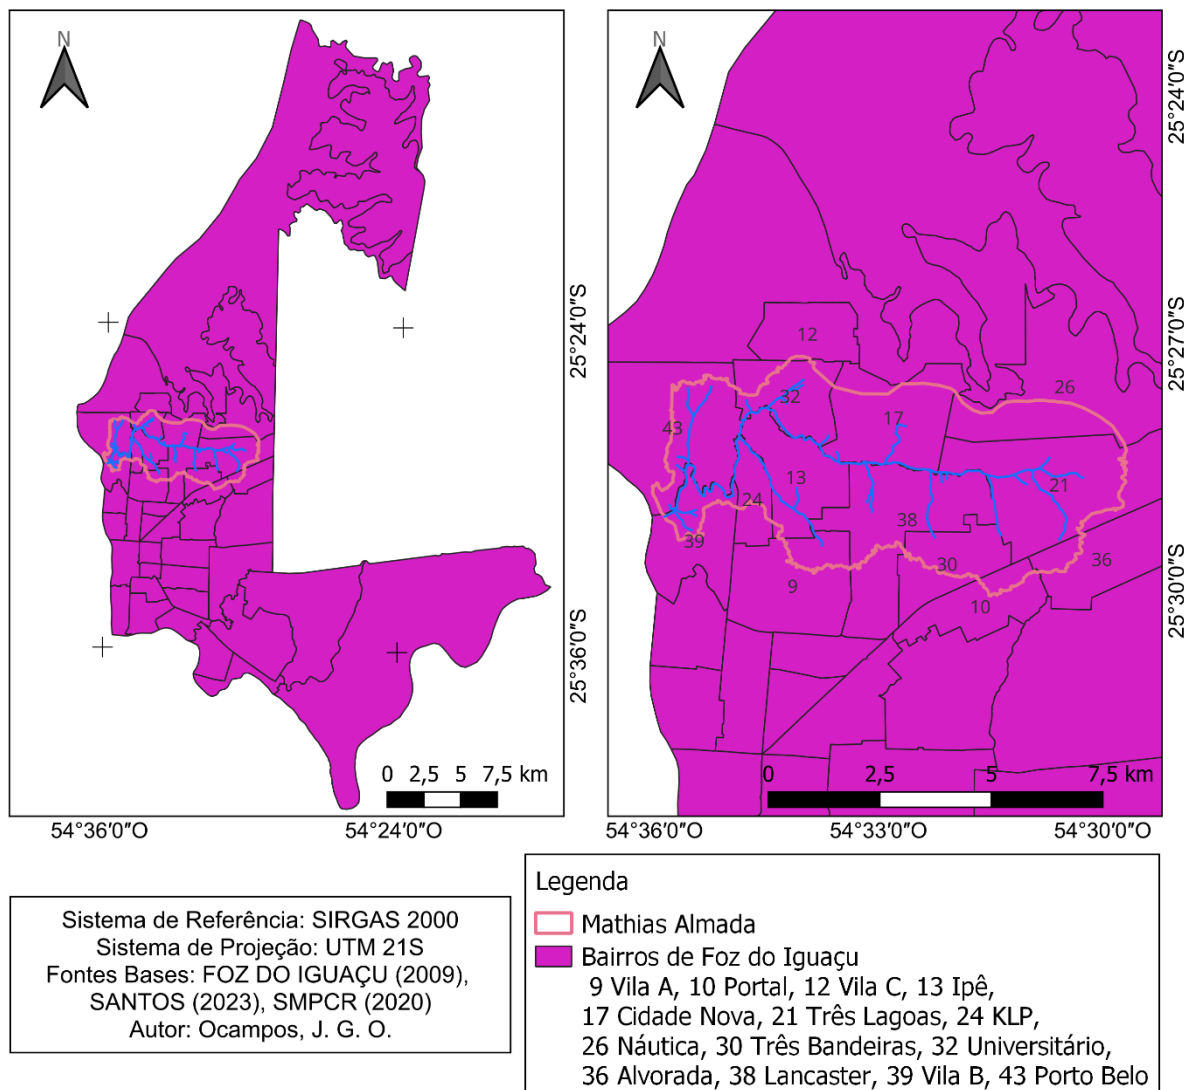 N
25°24′0″S
25°36′0″S
0 2,5 5 7,5 km
54°36′0″O 54°24′0″O
N
12
26
32
17
43
13
21
24
38
39
36
30
9
10
25°24′0″S
25°27′0″S
25°30′0″S
0 2,5 5 7,5 km
54°36′0″O 54°33′0″O 54°30′0″O
Sistema de Referência: SIRGAS 2000
Sistema de Projeção: UTM 21S
Fontes Bases: FOZ DO IGUAÇU (2009),
SANTOS (2023), SMPCR (2020)
Autor: Ocampos, J. G. O.
Legenda
Mathias Almada
Bairros de Foz do Iguaçu
9 Vila A, 10 Portal, 12 Vila C, 13 Ipê,
17 Cidade Nova, 21 Três Lagoas, 24 KLP,
26 Náutica, 30 Três Bandeiras, 32 Universitário,
36 Alvorada, 38 Lancaster, 39 Vila B, 43 Porto Belo